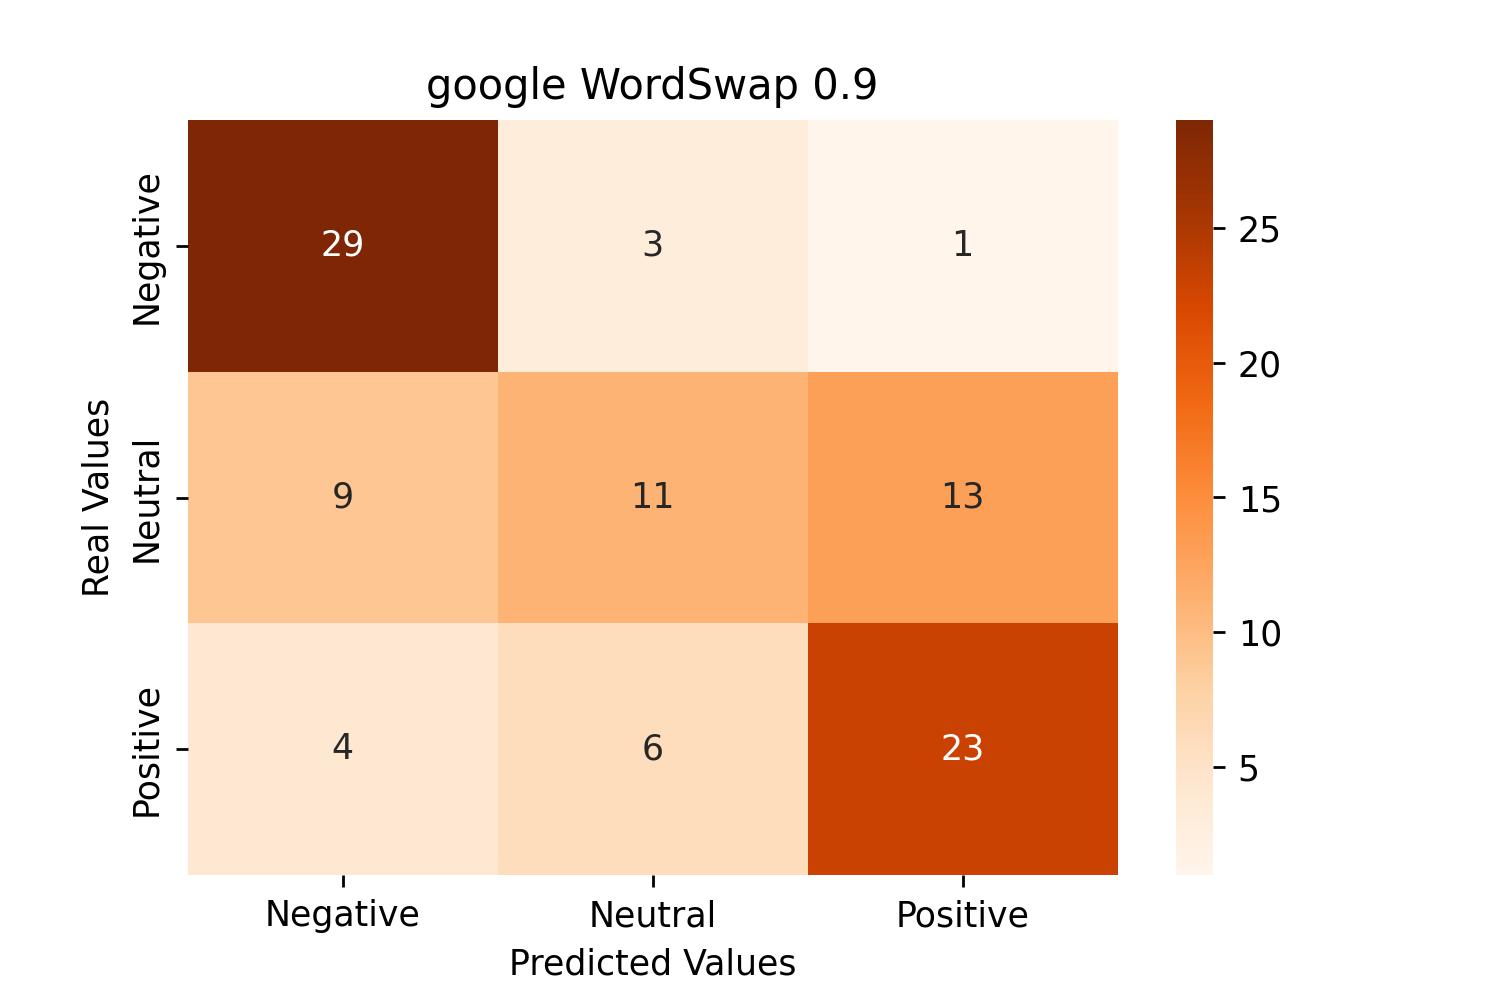 google WordSwap 0.9
Real Values
Negative
29
3
1
Neutral
9
11
13
Positive
4
6
23
Negative
Neutral
Positive
Predicted Values
25
20
15
10
5